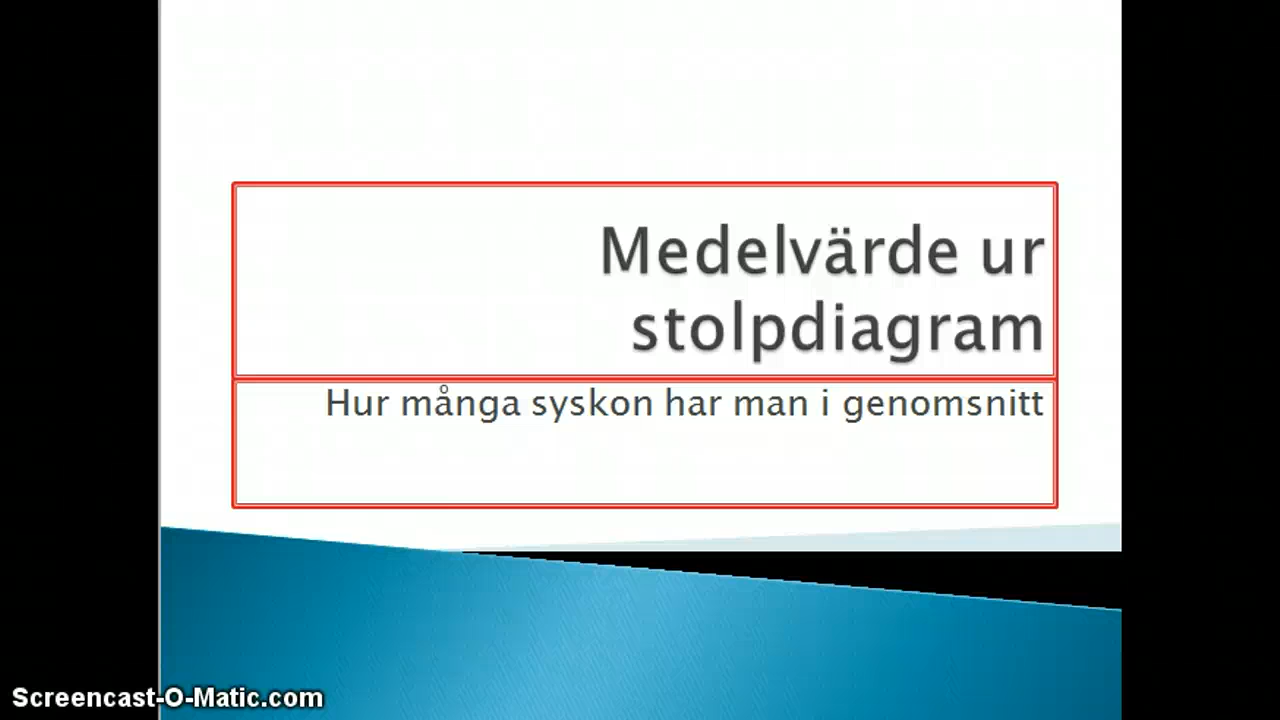 Medelvärde ur
stolpdiagram
Hur många syskon har man i genomsnitt
Screencast-O-Matic.com